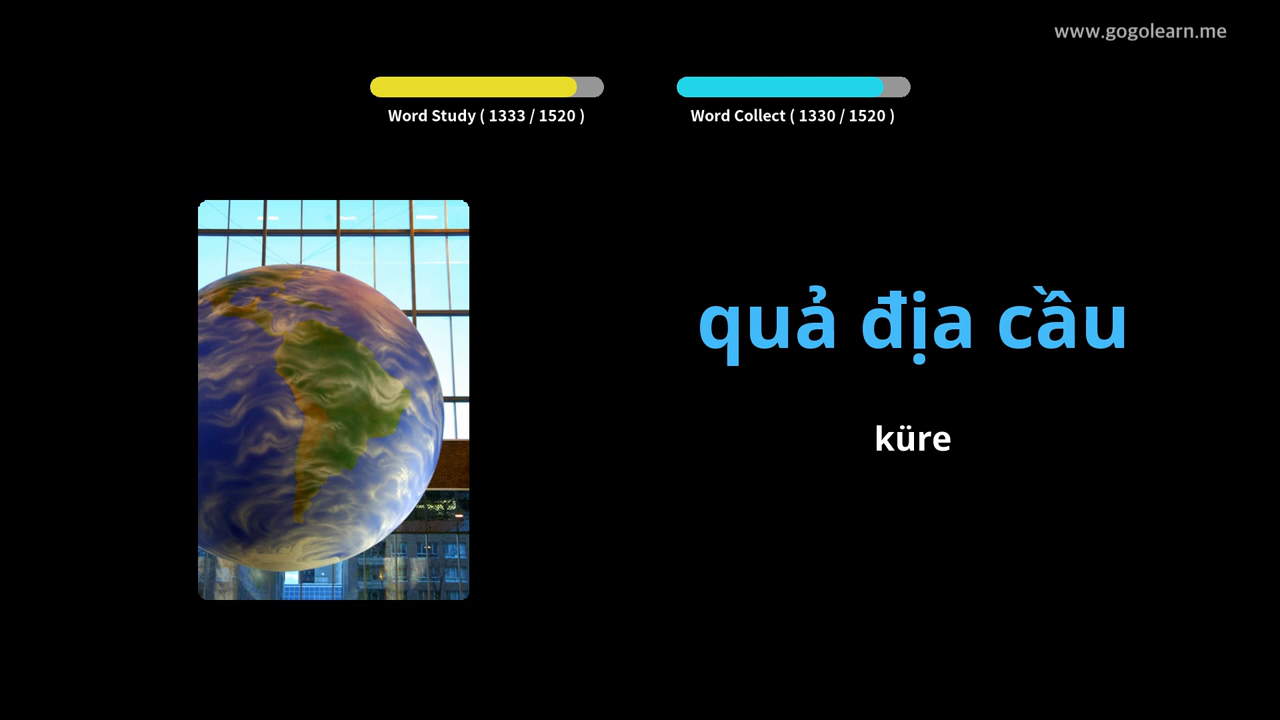 www.gogolearn.me
Word Study ( 1333 / 1520 )
Word Collect ( 1330 / 1520 )
quả địa cầu
küre